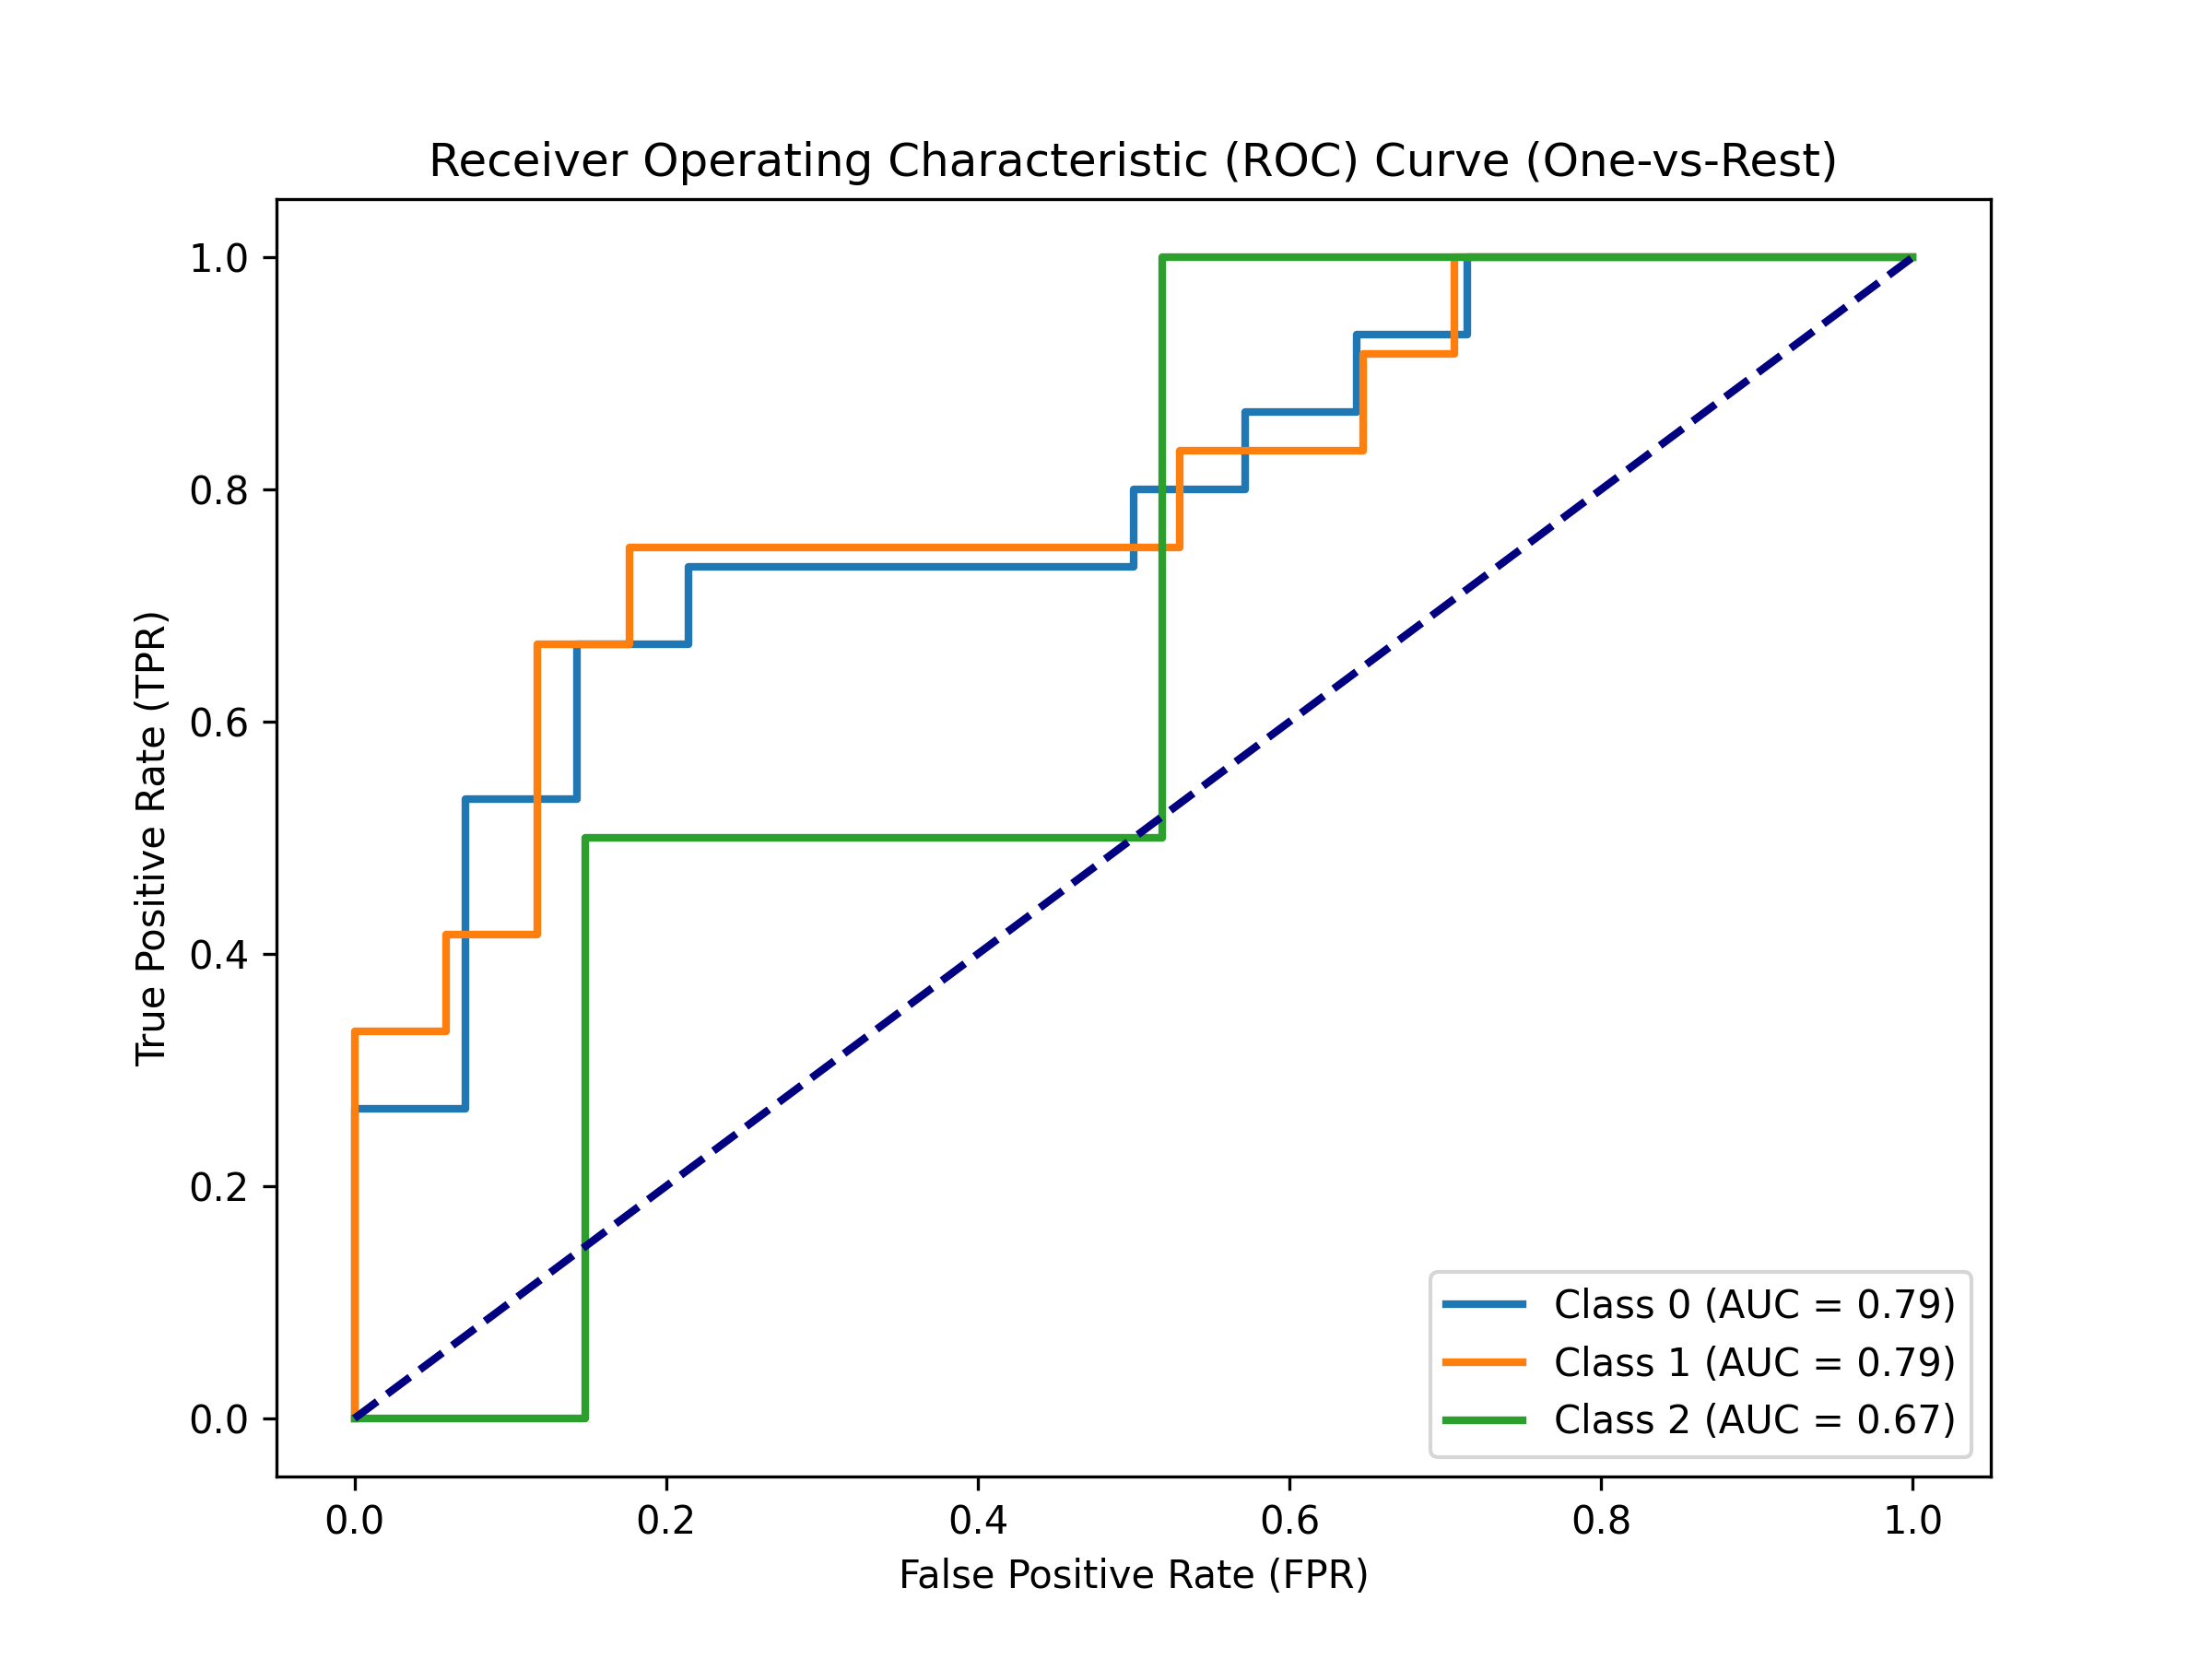 Receiver Operating Characteristic (ROC) Curve (One-vs-Rest)
1.0
0.8
0.6
0.4
0.2
0.0
True Positive Rate (TPR)
0.0 0.2 0.4 0.6 0.8 1.0
False Positive Rate (FPR)
Class 0 (AUC = 0.79)
Class 1 (AUC = 0.79)
Class 2 (AUC = 0.67)